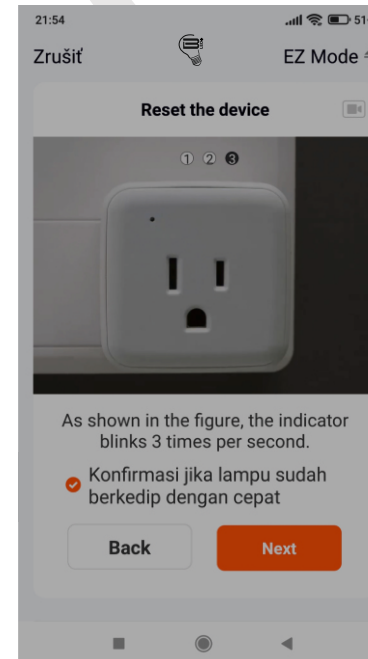 21:54
51
Zrušiť
EZ Mode
Reset the device
① ② ❸
As shown in the figure, the indicator
blinks 3 times per second.
Konfirmasi jika lampu sudah
berkedip dengan cepat
Back
Next